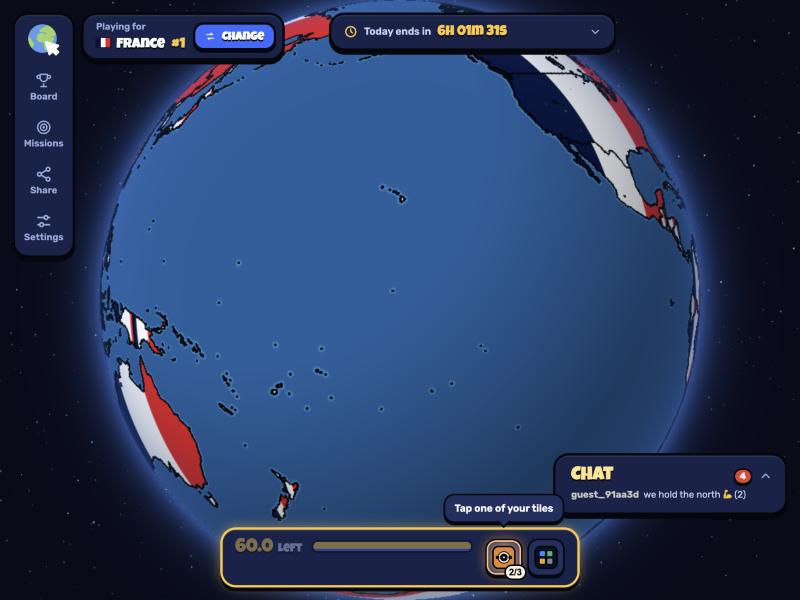 Playing for
FRANCE #1
CHANGE
Today ends in 6H 01m 31S
Board
Missions
Share
Settings
CHAT
4
guest_91aa3d we hold the north 💪 (2)
Tap one of your tiles
60.0 LEFT
2/3